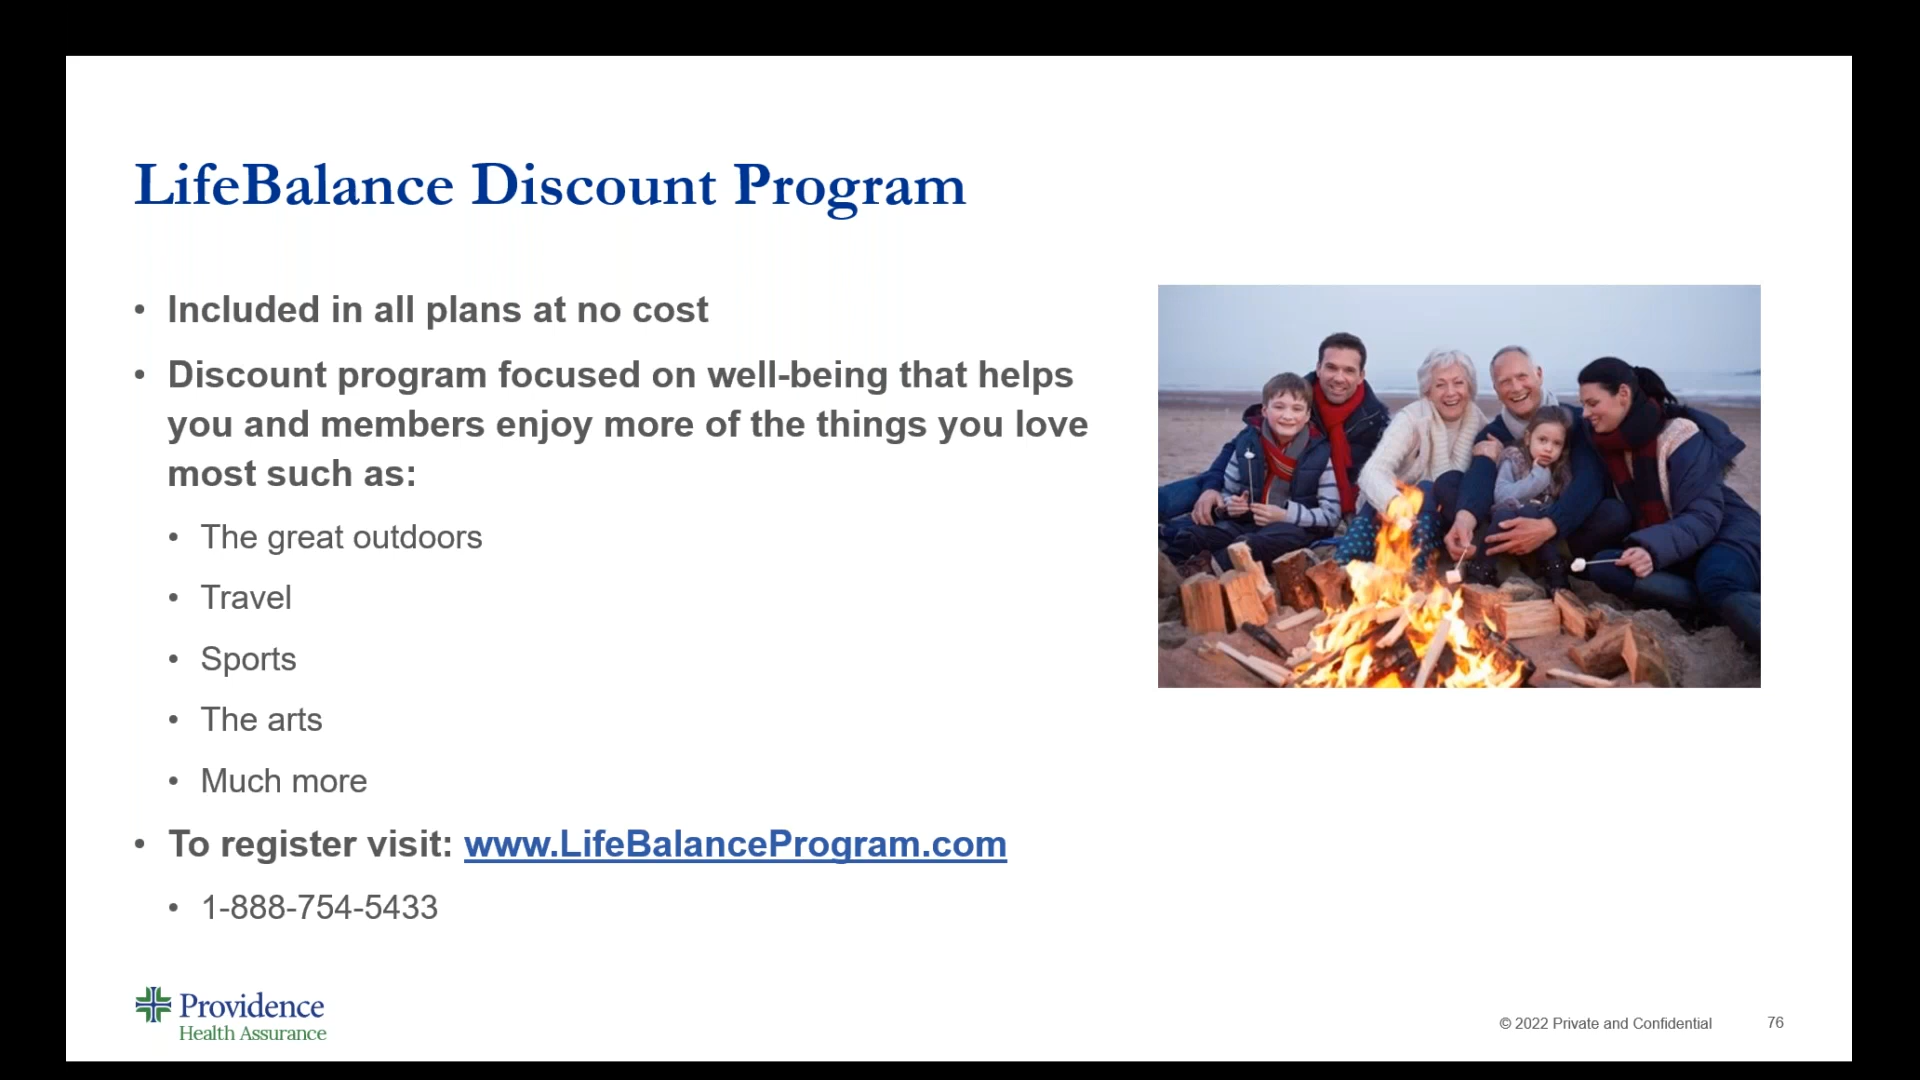 LifeBalance Discount Program
• Included in all plans at no cost
• Discount program focused on well-being that helps
you and members enjoy more of the things you love
most such as:
• The great outdoors
• Travel
• Sports
• The arts
• Much more
• To register visit: www.LifeBalanceProgram.com
• 1-888-754-5433
Providence
Health Assurance
© 2022 Private and Confidential
76